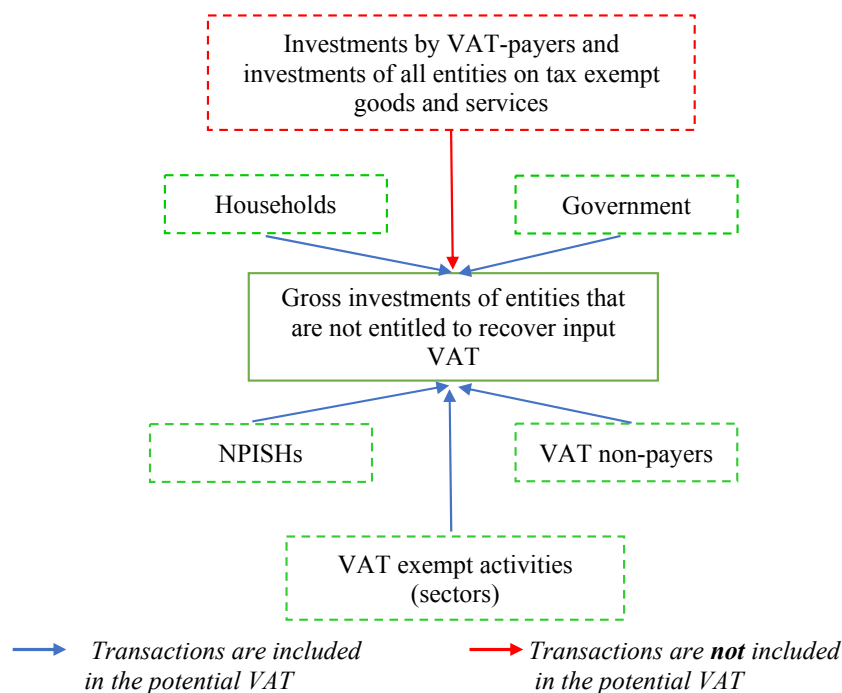 Investments by VAT-payers and
investments of all entities on tax exempt
goods and services
Households
Government
Gross investments of entities that
are not entitled to recover input
VAT
NPISHs
VAT non-payers
VAT exempt activities
(sectors)
Transactions are included
in the potential VAT
Transactions are not included
in the potential VAT